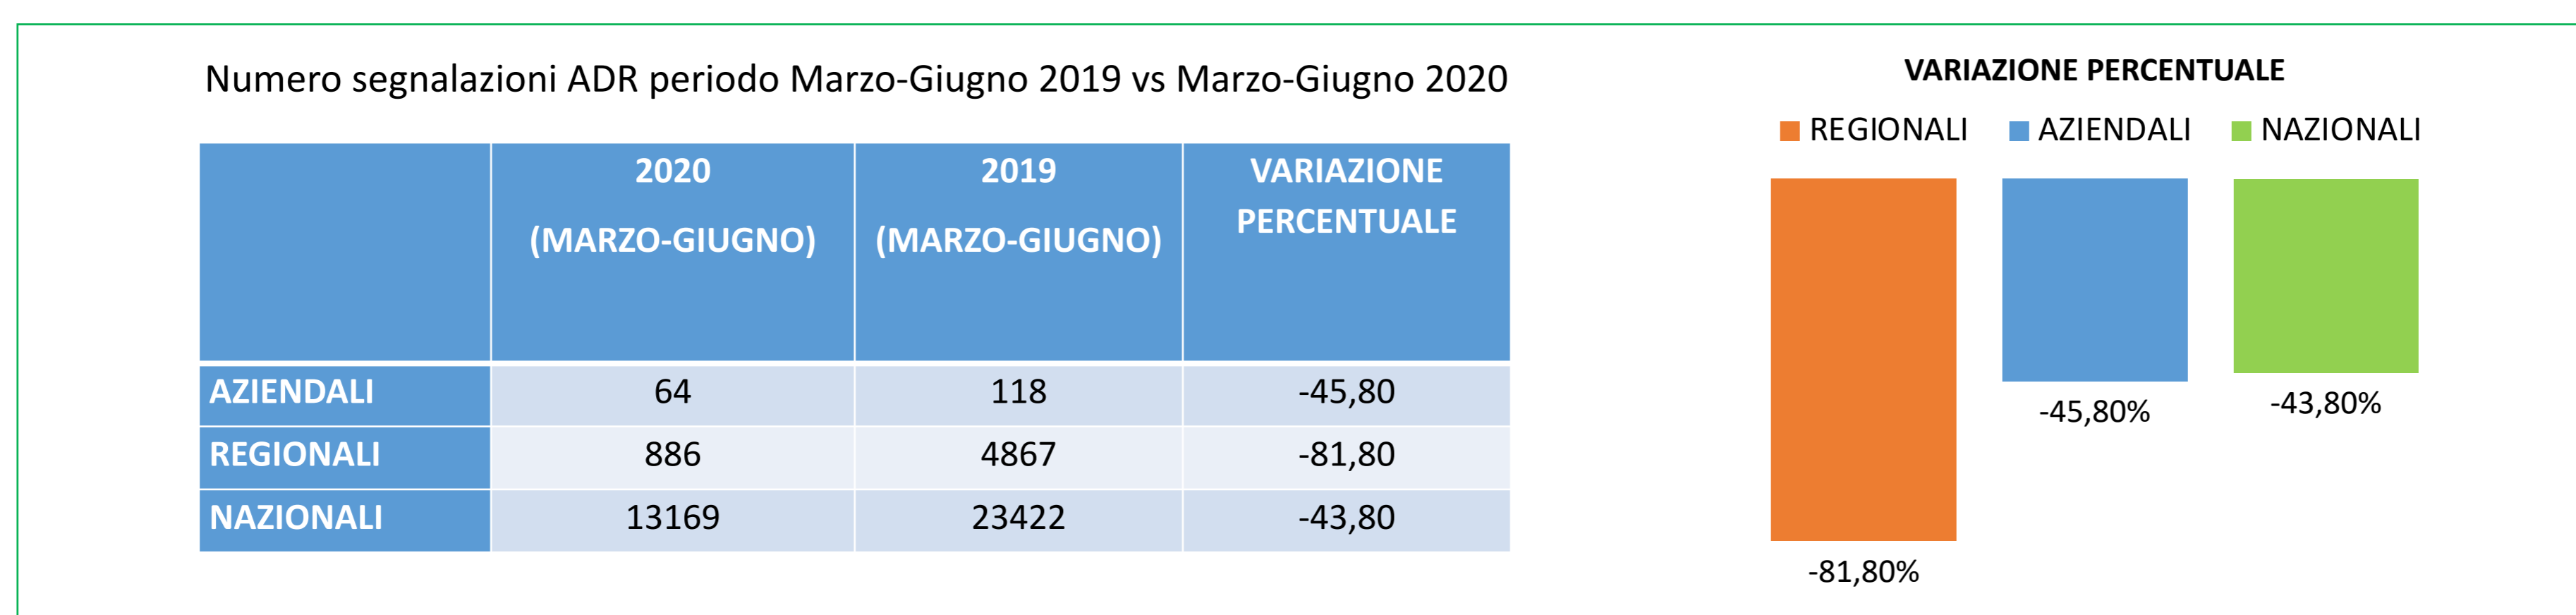 Numero segnalazioni ADR periodo Marzo-Giugno 2019 vs Marzo-Giugno 2020
2020 2019 VARIAZIONE
(MARZO-GIUGNO) (MARZO-GIUGNO) PERCENTUALE
AZIENDALI 64 118 -45,80
REGIONALI 886 4867 -81,80
NAZIONALI 13169 23422 -43,80
VARIAZIONE PERCENTUALE
REGIONALI AZIENDALI NAZIONALI
-45,80% -43,80%
-81,80%